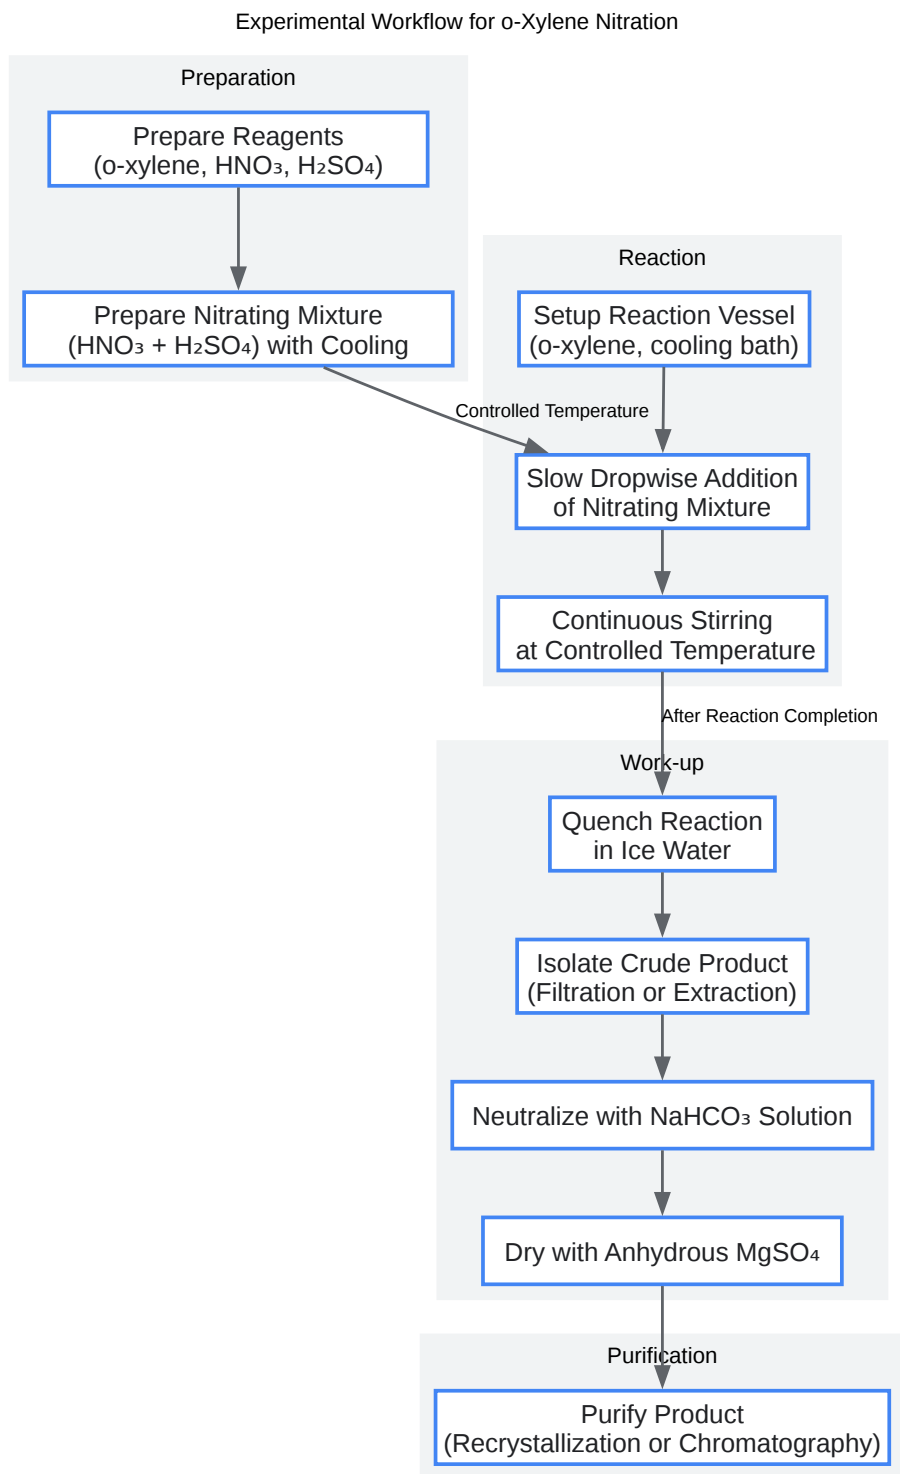 Experimental Workflow for o-Xylene Nitration
Preparation
Prepare Reagents
(o-xylene, HNO₃, H₂SO₄)
Prepare Nitrating Mixture
(HNO₃ + H₂SO₄) with Cooling
Reaction
Setup Reaction Vessel
(o-xylene, cooling bath)
Controlled Temperature
Slow Dropwise Addition
of Nitrating Mixture
Continuous Stirring
at Controlled Temperature
After Reaction Completion
Work-up
Quench Reaction
in Ice Water
Isolate Crude Product
(Filtration or Extraction)
Neutralize with NaHCO₃ Solution
Dry with Anhydrous MgSO₄
Purification
Purify Product
(Recrystallization or Chromatography)